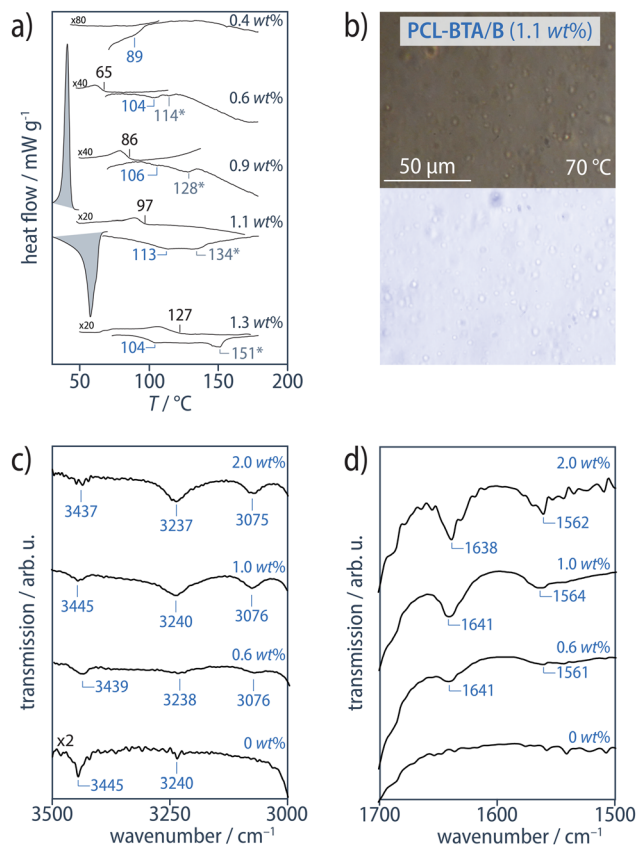 a)
x80
0.4 wt%
89
65
x40
0.6 wt%
104
114*
86
x40
0.9 wt%
106
128*
97
x20
1.1 wt%
113
134*
127
x20
1.3 wt%
104
151*
heat flow / mW g⁻¹
50 100 150 200
T / °C
b)
PCL-BTA/B (1.1 wt%)
50 µm
70 °C
c)
2.0 wt%
3437
3237
3075
1.0 wt%
3445
3240
3076
0.6 wt%
3439
3238
3076
x2
0 wt%
3445
3240
transmission / arb. u.
3500 3250 3000
wavenumber / cm⁻¹
d)
2.0 wt%
1638
1562
1.0 wt%
1641
1564
0.6 wt%
1641
1561
0 wt%
transmission / arb. u.
1700 1600 1500
wavenumber / cm⁻¹